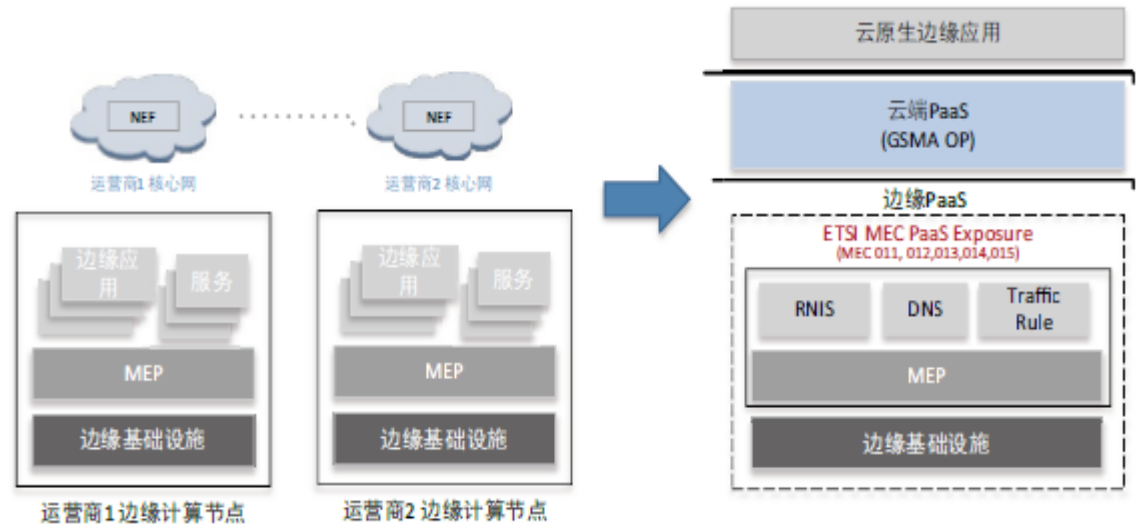 NEF
运营商1 核心网
边缘应
用
服务
MEP
边缘基础设施
运营商1边缘计算节点
NEF
运营商2 核心网
边缘应
用
服务
MEP
边缘基础设施
运营商2 边缘计算节点
云原生边缘应用
云端PaaS
(GSMA OP)
边缘PaaS
ETSI MEC PaaS Exposure
(MEC 011, 012,013,014,015)
RNIS
DNS
Traffic
Rule
MEP
边缘基础设施